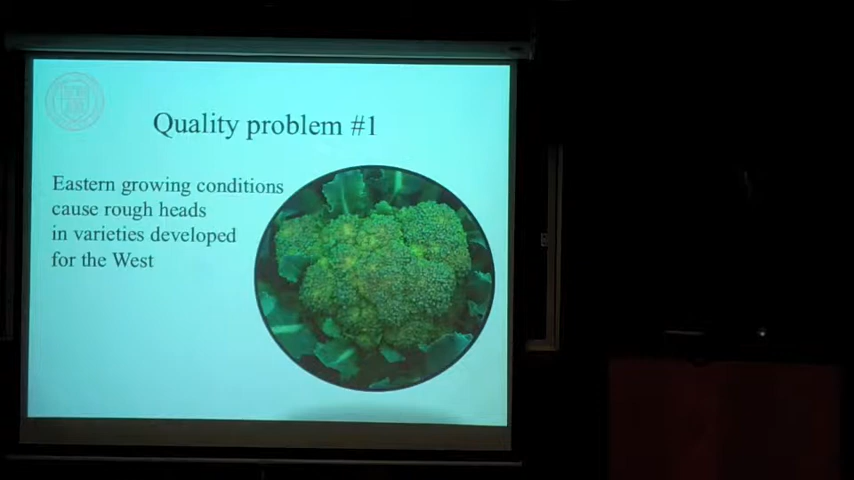 Quality problem #1
Eastern growing conditions
cause rough heads
in varieties developed
for the West